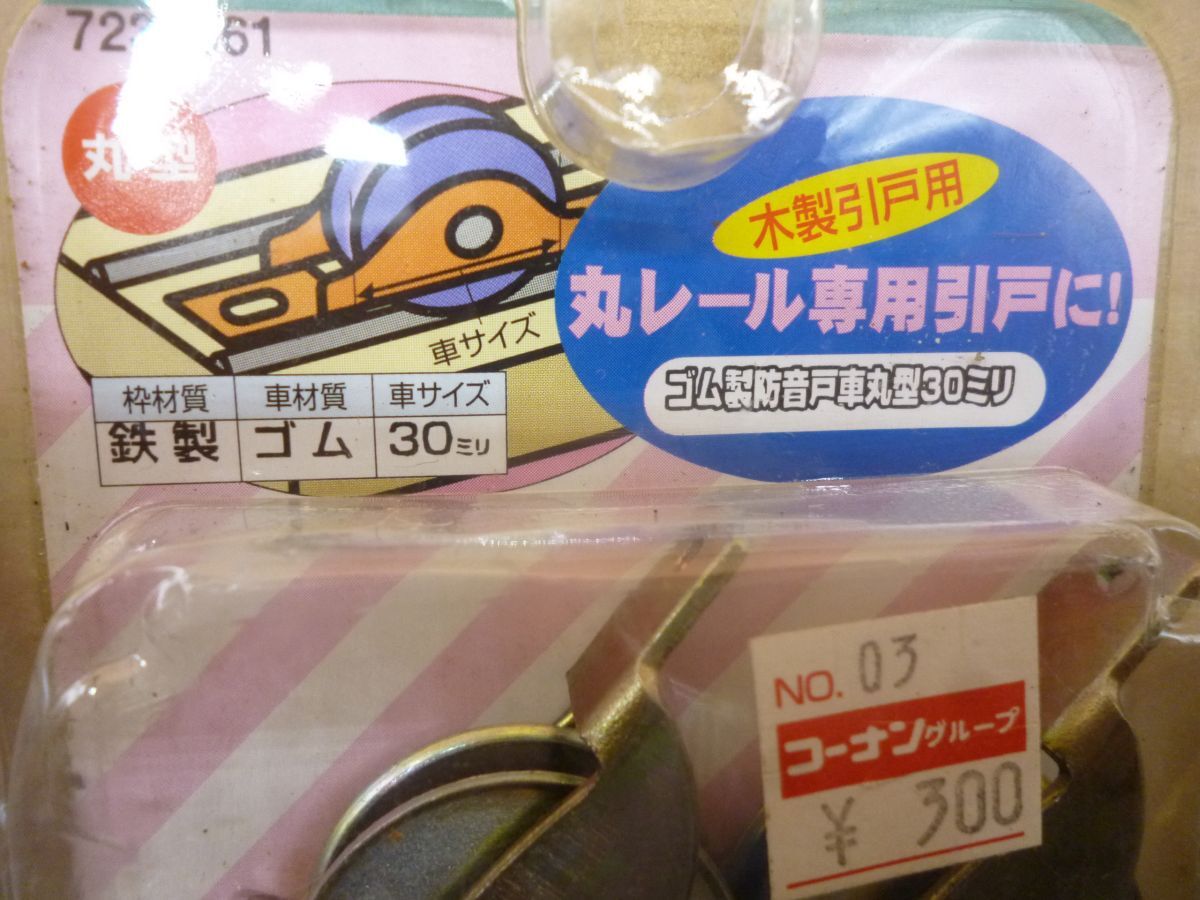 丸型
木製引戸用
丸レール専用引戸に!
ゴム製防音戸車丸型30ミリ
車サイズ
枠材質 車材質 車サイズ
鉄製 ゴム 30ミリ
NO. 03
コーナングループ
¥ 300